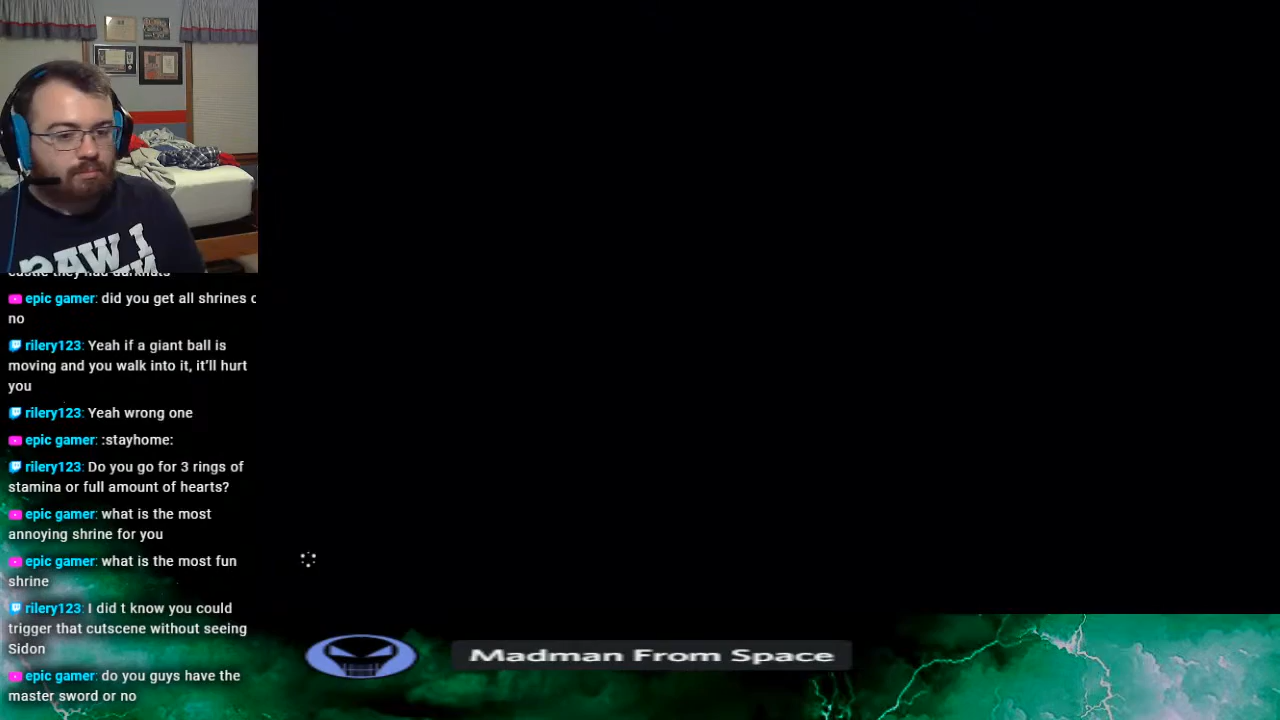 epic gamer: did you get all shrines
no
rilery123: Yeah if a giant ball is
moving and you walk into it, it'll hurt
you
rilery123: Yeah wrong one
epic gamer: :stayhome:
rilery123: Do you go for 3 rings of
stamina or full amount of hearts?
epic gamer: what is the most
annoying shrine for you
epic gamer: what is the most fun
shrine
rilery123: I did t know you could
trigger that cutscene without seeing
Sidon
epic gamer: do you guys have the
master sword or no
Madman From Space